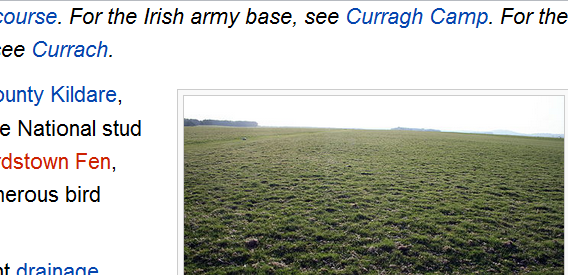 course. For the Irish army base, see Curragh Camp. For the
see Currach.
ounty Kildare,
e National stud
rdstown Fen,
nerous bird
nt drainage